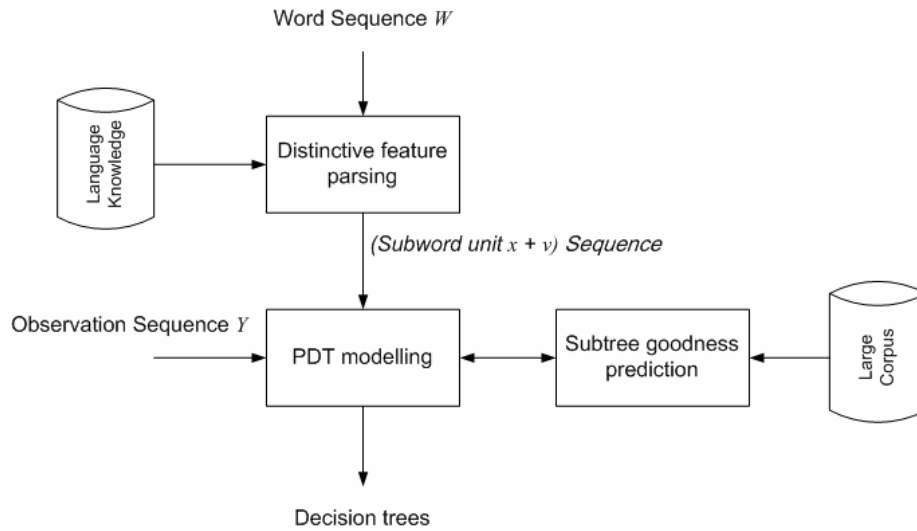 Word Sequence W
Language
Knowledge
Distinctive feature
parsing
(Subword unit x + v) Sequence
Observation Sequence Y
PDT modelling
Subtree goodness
prediction
Large
Corpus
Decision trees